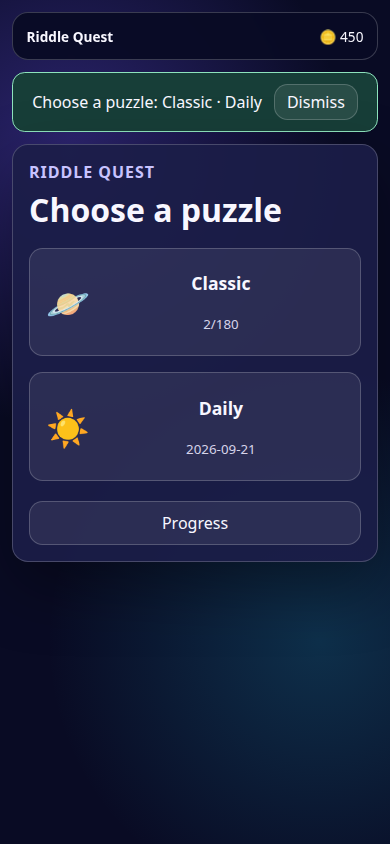 Riddle Quest
450
Choose a puzzle: Classic · Daily
Dismiss
RIDDLE QUEST
Choose a puzzle
Classic
2/180
Daily
2026-09-21
Progress